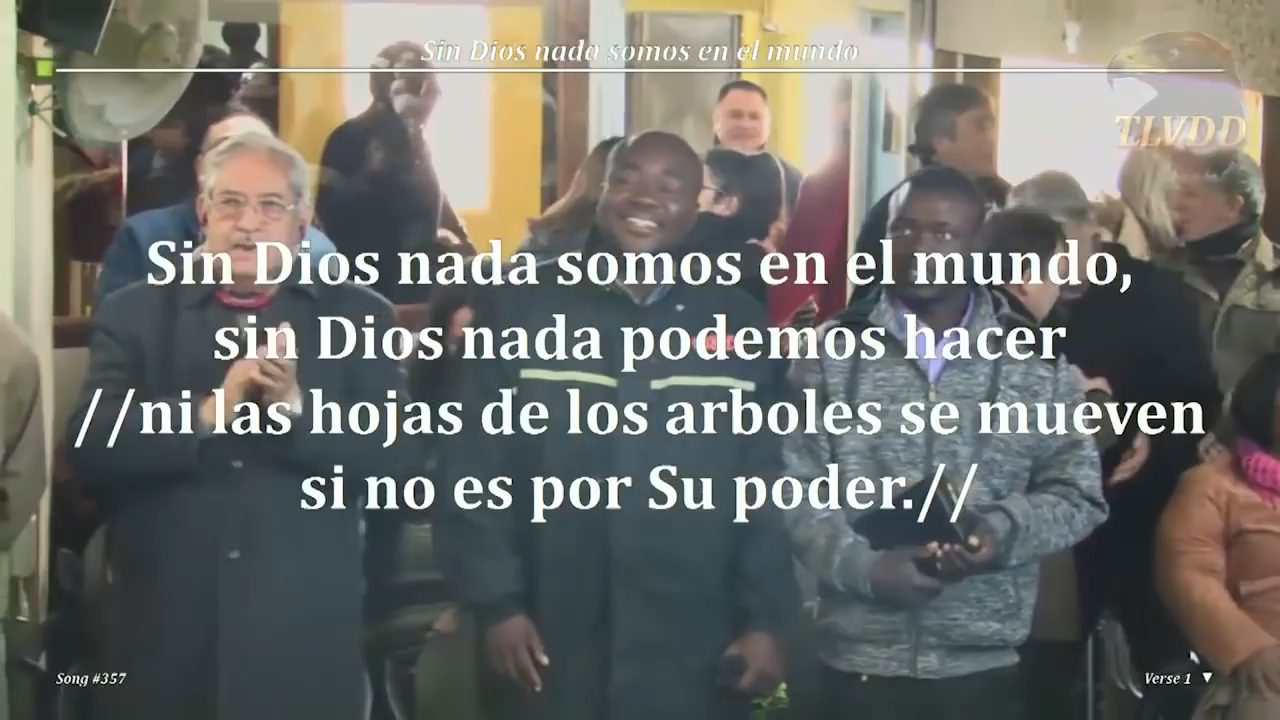 Sin Dios nada somos en el mundo
TLVDD
Sin Dios nada somos en el mundo,
sin Dios nada podemos hacer
//ni las hojas de los arboles se mueven
si no es por Su poder.//
Song #357
Verse 1 ▼